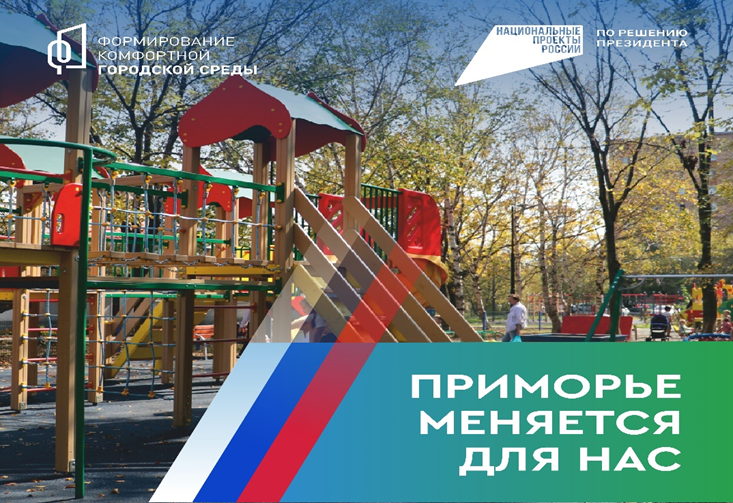 ФОРМИРОВАНИЕ
КОМФОРТНОЙ
ГОРОДСКОЙ СРЕДЫ
НАЦИОНАЛЬНЫЕ
ПРОЕКТЫ
РОССИИ
ПО РЕШЕНИЮ
ПРЕЗИДЕНТА
ПРИМОРЬЕ
МЕНЯЕТСЯ
ДЛЯ НАС